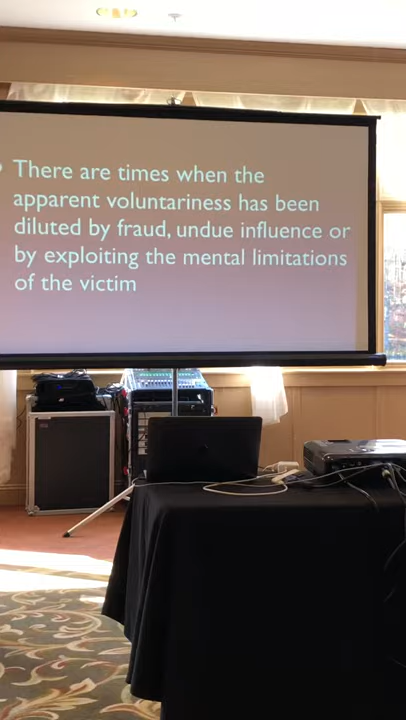 There are times when the
apparent voluntariness has been
diluted by fraud, undue influence or
by exploiting the mental limitations
of the victim